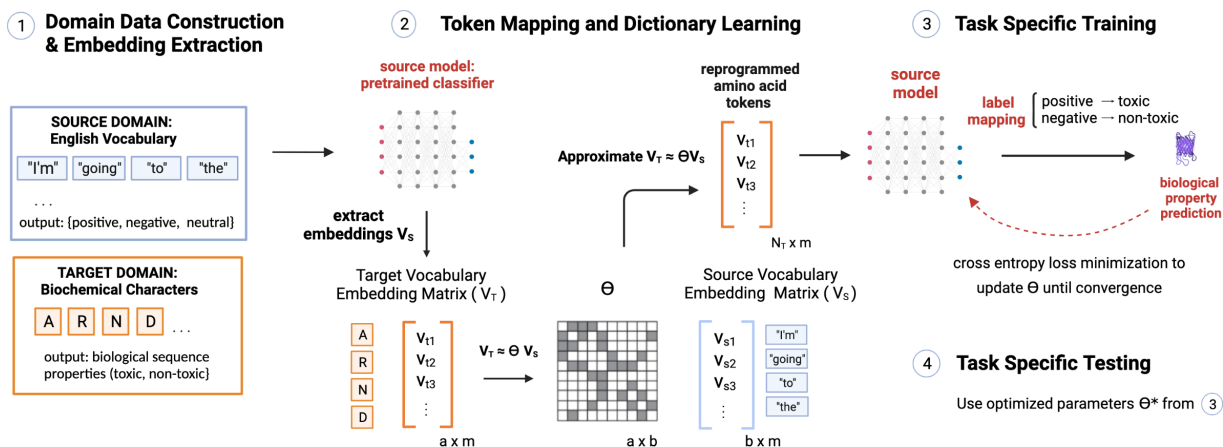 1 Domain Data Construction
& Embedding Extraction
SOURCE DOMAIN:
English Vocabulary
"I'm" "going" "to" "the"
...
output: {positive, negative, neutral}
TARGET DOMAIN:
Biochemical Characters
A R N D ...
output: biological sequence
properties (toxic, non-toxic}
2 Token Mapping and Dictionary Learning
source model:
pretrained classifier
extract
embeddings VS
Target Vocabulary
Embedding Matrix ( VT )
A
R
N
D
Vt1
Vt2
Vt3
⋮
a x m
VT ≈ Θ VS
Θ
a x b
Approximate VT ≈ ΘVS
reprogrammed
amino acid
tokens
Vt1
Vt2
Vt3
⋮
NT x m
Source Vocabulary
Embedding Matrix ( VS )
Vs1
Vs2
Vs3
⋮
b x m
"I'm"
"going"
"to"
"the"
3 Task Specific Training
source
model
label
mapping
positive → toxic
negative → non-toxic
biological
property
prediction
cross entropy loss minimization to
update Θ until convergence
4 Task Specific Testing
Use optimized parameters Θ* from 3